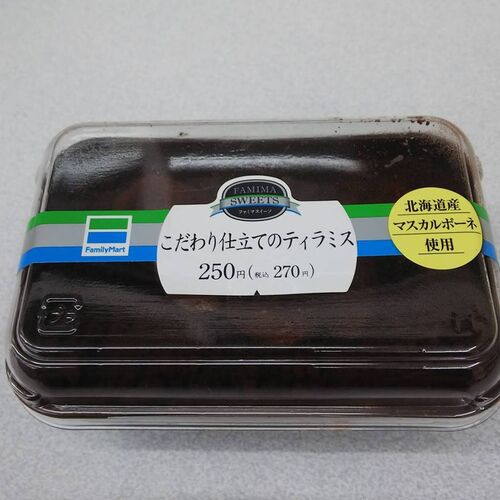 FAMIMA
SWEETS
ファミマスイーツ
FamilyMart
こだわり仕立てのティラミス
250円(税込 270円)
北海道産
マスカルポーネ
使用
プラ